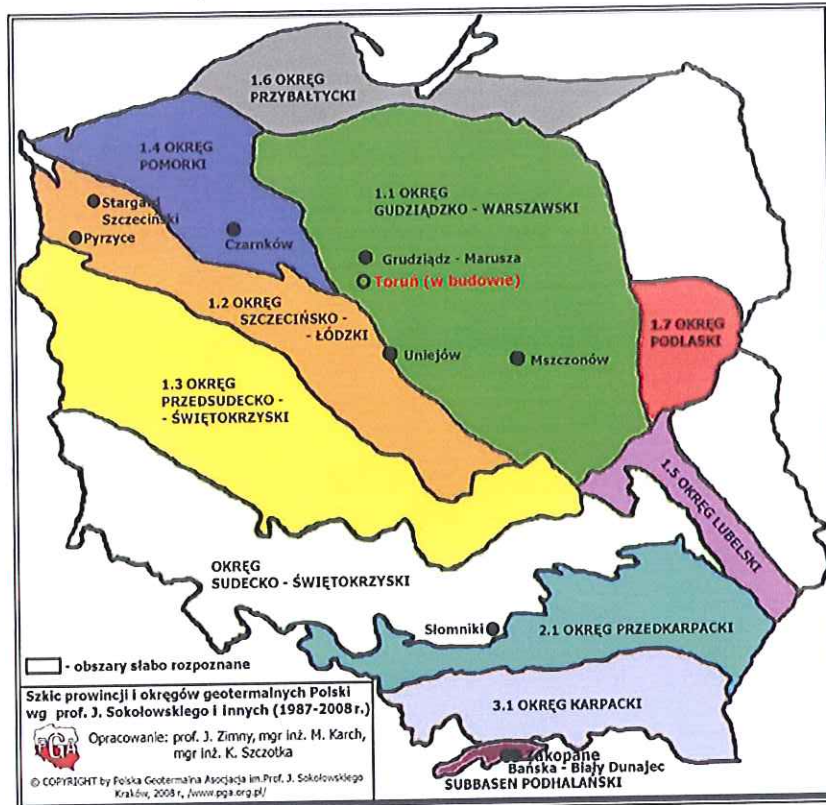 1.6 OKRĘG
PRZYBAŁTYCKI
1.4 OKRĘG
POMORKI
1.1 OKRĘG
GUDZIĄDZKO - WARSZAWSKI
Stargard
Szczeciński
Pyrzyce
Czarnków
Grudziądz - Marusza
Toruń (w budowie)
1.2 OKRĘG
SZCZECIŃSKO -
- ŁÓDZKI
1.7 OKRĘG
PODLASKI
Uniejów
Mszczonów
1.3 OKRĘG
PRZEDSUDECKO -
- ŚWIĘTOKRZYSKI
1.5 OKRĘG LUBELSKI
OKRĘG
SUDECKO - ŚWIĘTOKRZYSKI
Słomniki
2.1 OKRĘG PRZEDKARPACKI
- obszary słabo rozpoznane
3.1 OKRĘG KARPACKI
Zakopane
Bańska - Biały Dunajec
SUBBASEN PODHALAŃSKI
Szkic prowincji i okręgów geotermalnych Polski
wg prof. J. Sokołowskiego i innych (1987-2008r.)
PGA
Opracowanie: prof. J. Zimny, mgr inż. M. Karch,
mgr inż. K. Szczotka
© COPYRIGHT by Polska Geotermalna Asocjacja im.Prof. J. Sokołowskiego
Kraków, 2008 r, /www.pga.org.pl/